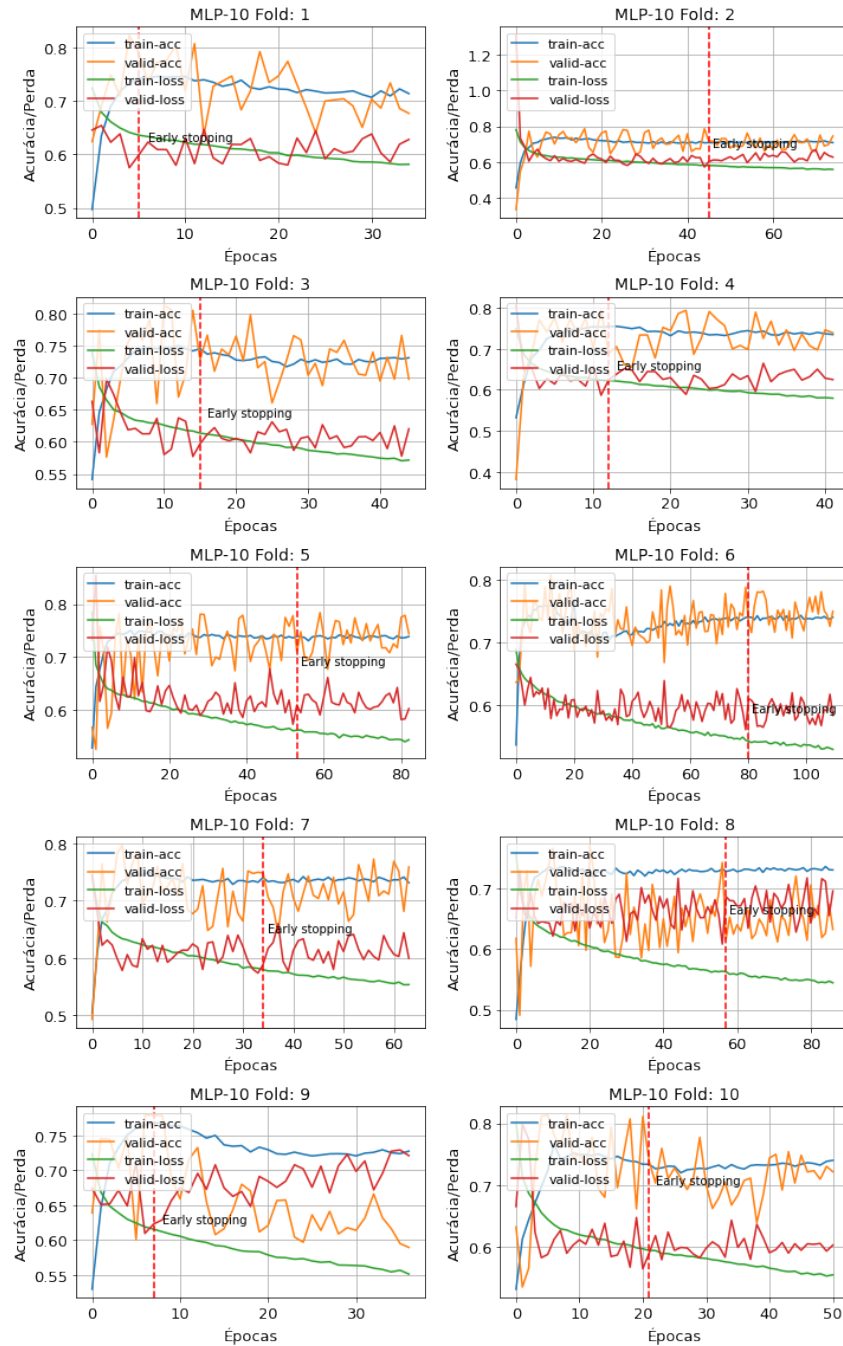 MLP-10 Fold: 1
Acurácia/Perda
0.8
0.7
0.6
0.5
train-acc
valid-acc
train-loss
valid-loss
Early stopping
0 10 20 30
Épocas
MLP-10 Fold: 2
Acurácia/Perda
1.2
1.0
0.8
0.6
0.4
train-acc
valid-acc
train-loss
valid-loss
Early stopping
0 20 40 60
Épocas
MLP-10 Fold: 3
Acurácia/Perda
0.80
0.75
0.70
0.65
0.60
0.55
train-acc
valid-acc
train-loss
valid-loss
Early stopping
0 10 20 30 40
Épocas
MLP-10 Fold: 4
Acurácia/Perda
0.8
0.7
0.6
0.5
0.4
train-acc
valid-acc
train-loss
valid-loss
Early stopping
0 10 20 30 40
Épocas
MLP-10 Fold: 5
Acurácia/Perda
0.8
0.7
0.6
train-acc
valid-acc
train-loss
valid-loss
Early stopping
0 20 40 60 80
Épocas
MLP-10 Fold: 6
Acurácia/Perda
0.8
0.7
0.6
train-acc
valid-acc
train-loss
valid-loss
Early stopping
0 20 40 60 80 100
Épocas
MLP-10 Fold: 7
Acurácia/Perda
0.8
0.7
0.6
0.5
train-acc
valid-acc
train-loss
valid-loss
Early stopping
0 10 20 30 40 50 60
Épocas
MLP-10 Fold: 8
Acurácia/Perda
0.7
0.6
0.5
train-acc
valid-acc
train-loss
valid-loss
Early stopping
0 20 40 60 80
Épocas
MLP-10 Fold: 9
Acurácia/Perda
0.75
0.70
0.65
0.60
0.55
train-acc
valid-acc
train-loss
valid-loss
Early stopping
0 10 20 30
Épocas
MLP-10 Fold: 10
Acurácia/Perda
0.8
0.7
0.6
train-acc
valid-acc
train-loss
valid-loss
Early stopping
0 10 20 30 40 50
Épocas